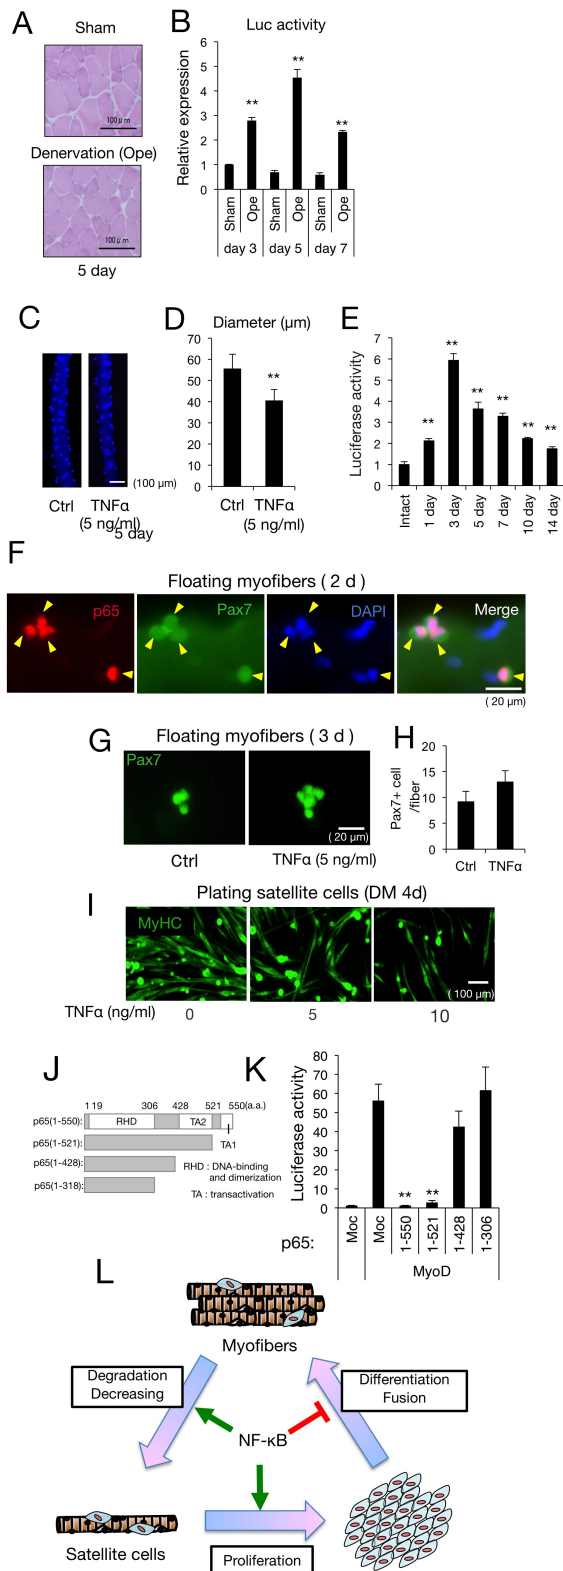 A
Sham
100 μm
Denervation (Ope)
100 μm
5 day
B
Luc activity
Relative expression
6
5
4
3
2
1
0
**
**
**
Sham
Ope
Sham
Ope
Sham
Ope
day 3
day 5
day 7
C
(100 μm)
Ctrl
TNFα
(5 ng/ml)
5 day
D
Diameter (μm)
70
60
50
40
30
20
10
0
**
Ctrl
TNFα
(5 ng/ml)
E
Luciferase activity
7
6
5
4
3
2
1
0
**
**
**
**
**
**
Intact
1 day
3 day
5 day
7 day
10 day
14 day
F
Floating myofibers ( 2 d )
p65
Pax7
DAPI
Merge
( 20 μm)
G
Floating myofibers ( 3 d )
Pax7
( 20 μm)
Ctrl
TNFα (5 ng/ml)
H
Pax7+ cell
/fiber
20
15
10
5
0
Ctrl
TNFα
I
Plating satellite cells (DM 4d)
MyHC
( 100 μm)
TNFα (ng/ml)
0
5
10
J
1 19 306 428 521 550(a.a.)
p65(1-550): RHD TA2
p65(1-521): TA1
p65(1-428):
p65(1-318):
RHD : DNA-binding
and dimerization
TA : transactivation
K
Luciferase activity
80
70
60
50
40
30
20
10
0
**
**
Moc
Moc
1-550
1-521
1-428
1-306
p65:
MyoD
L
Myofibers
Degradation
Decreasing
Differentiation
Fusion
NF-κB
Satellite cells
Proliferation